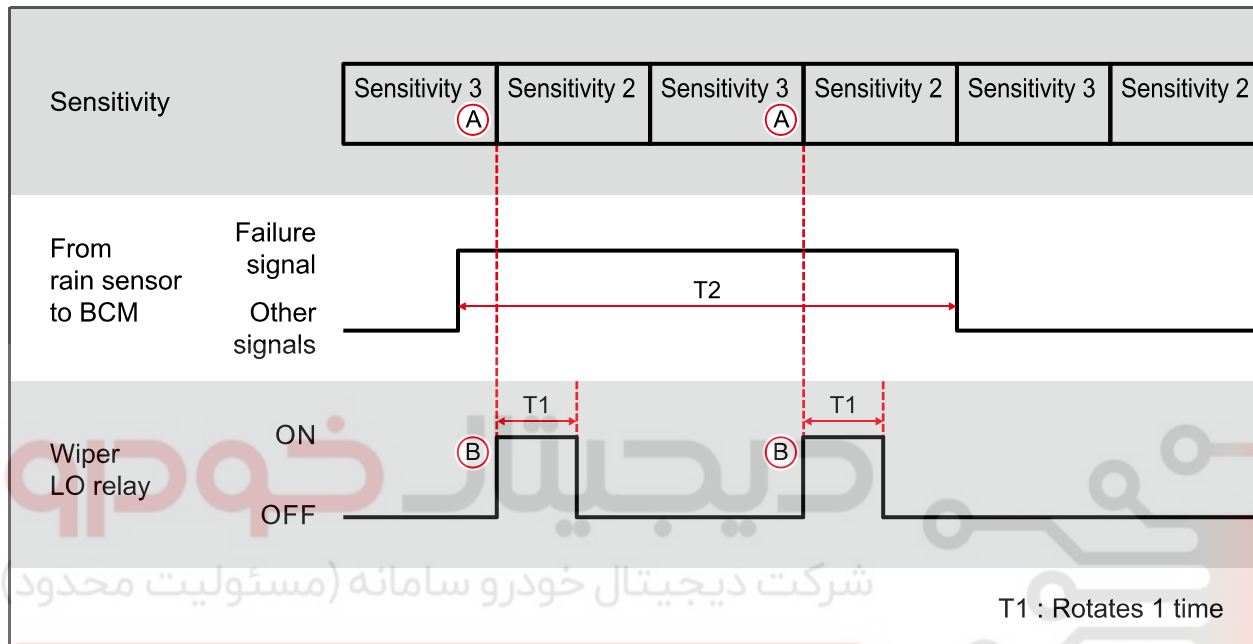 Sensitivity
Sensitivity 3
Sensitivity 2
Sensitivity 3
Sensitivity 2
Sensitivity 3
Sensitivity 2
A
A
From
rain sensor
to BCM
Failure
signal
Other
signals
T2
Wiper
LO relay
ON
OFF
T1
T1
B
B
دیجیتال خودرو
شرکت دیجیتال خودرو سامانه (مسئولیت محدود)
T1 : Rotates 1 time